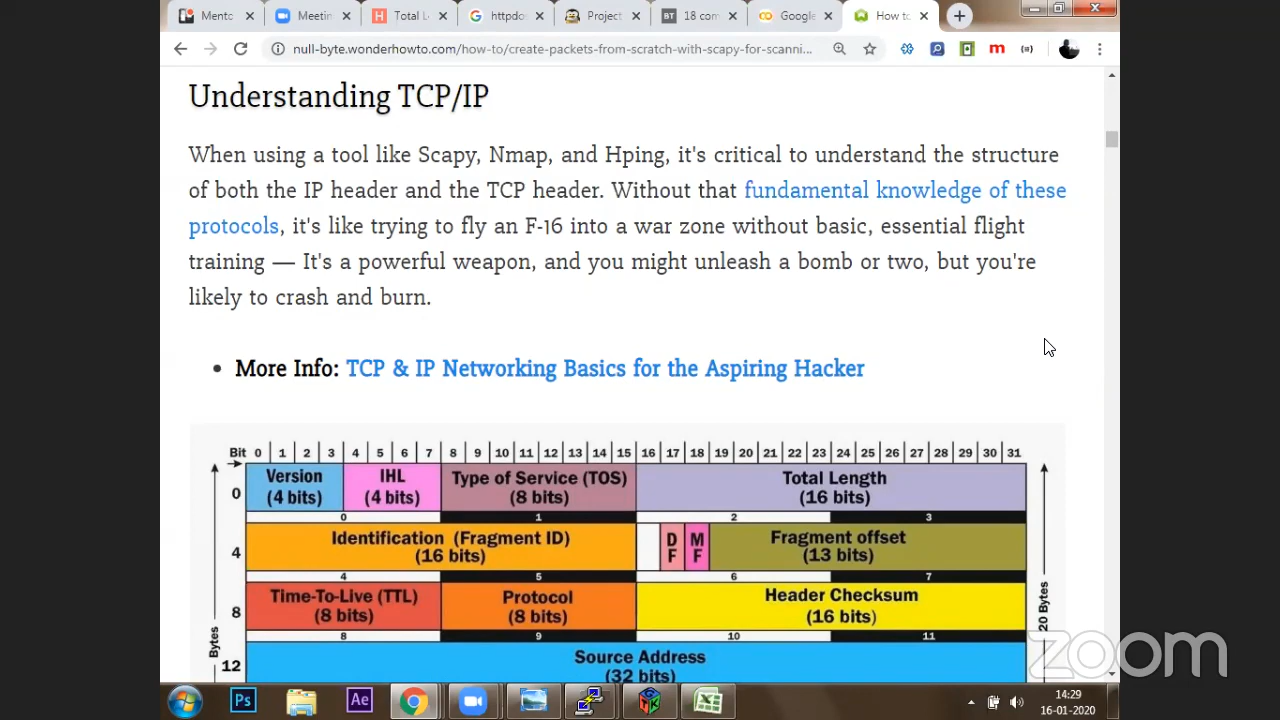 Mento
Meetin
Total L
httpdo
Project
18 com
Google
How to
null-byte.wonderhowto.com/how-to/create-packets-from-scratch-with-scapy-for-scanni...
Understanding TCP/IP
When using a tool like Scapy, Nmap, and Hping, it's critical to understand the structure
of both the IP header and the TCP header. Without that fundamental knowledge of these
protocols, it's like trying to fly an F-16 into a war zone without basic, essential flight
training — It's a powerful weapon, and you might unleash a bomb or two, but you're
likely to crash and burn.
• More Info: TCP & IP Networking Basics for the Aspiring Hacker
Bit 0 1 2 3 4 5 6 7 8 9 10 11 12 13 14 15 16 17 18 19 20 21 22 23 24 25 26 27 28 29 30 31
0
Version
(4 bits)
IHL
(4 bits)
Type of Service (TOS)
(8 bits)
Total Length
(16 bits)
0 1 2 3
4
Identification (Fragment ID)
(16 bits)
D
F
M
F
Fragment offset
(13 bits)
4 5 6 7
8
Time-To-Live (TTL)
(8 bits)
Protocol
(8 bits)
Header Checksum
(16 bits)
8 9 10 11
12
Source Address
(32 bits)
Bytes
20 Bytes
zoom
Ps
Ae
14:29
16-01-2020